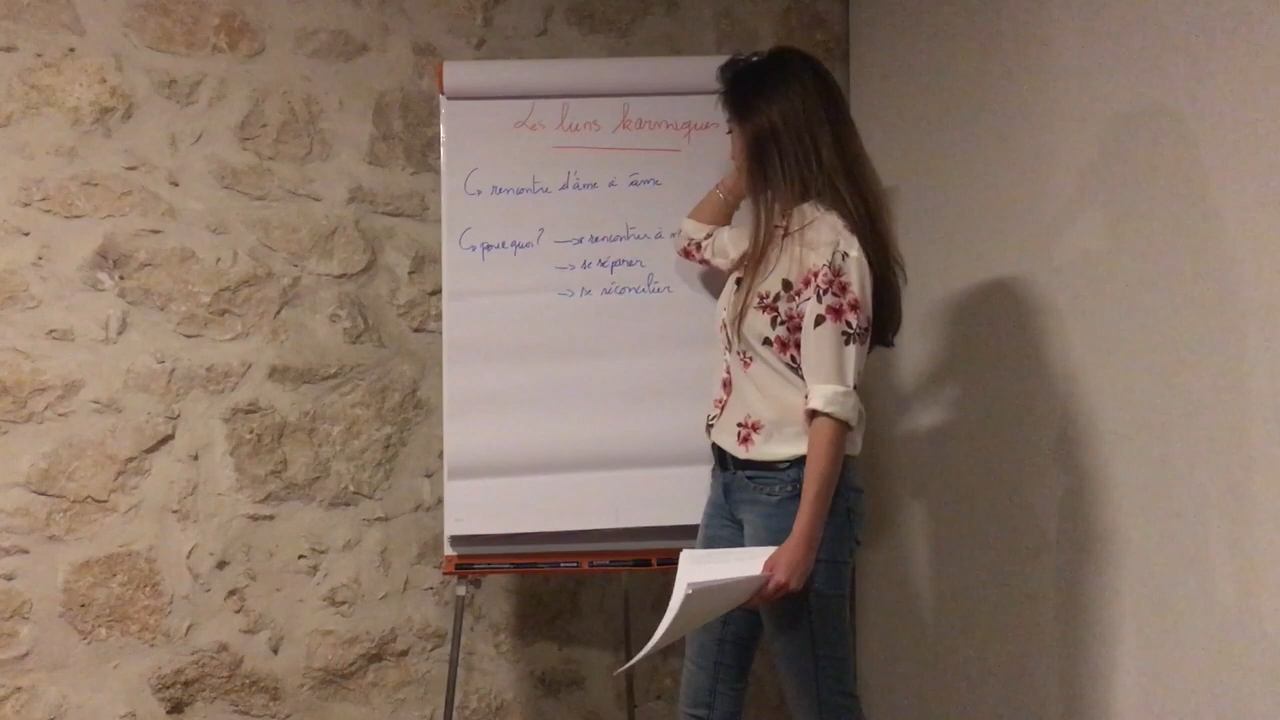 Les liens karmiques
↳ rencontre d'âme à âme
↳ pourquoi? → se rencontrer à
→ se séparer
→ se réconcilier